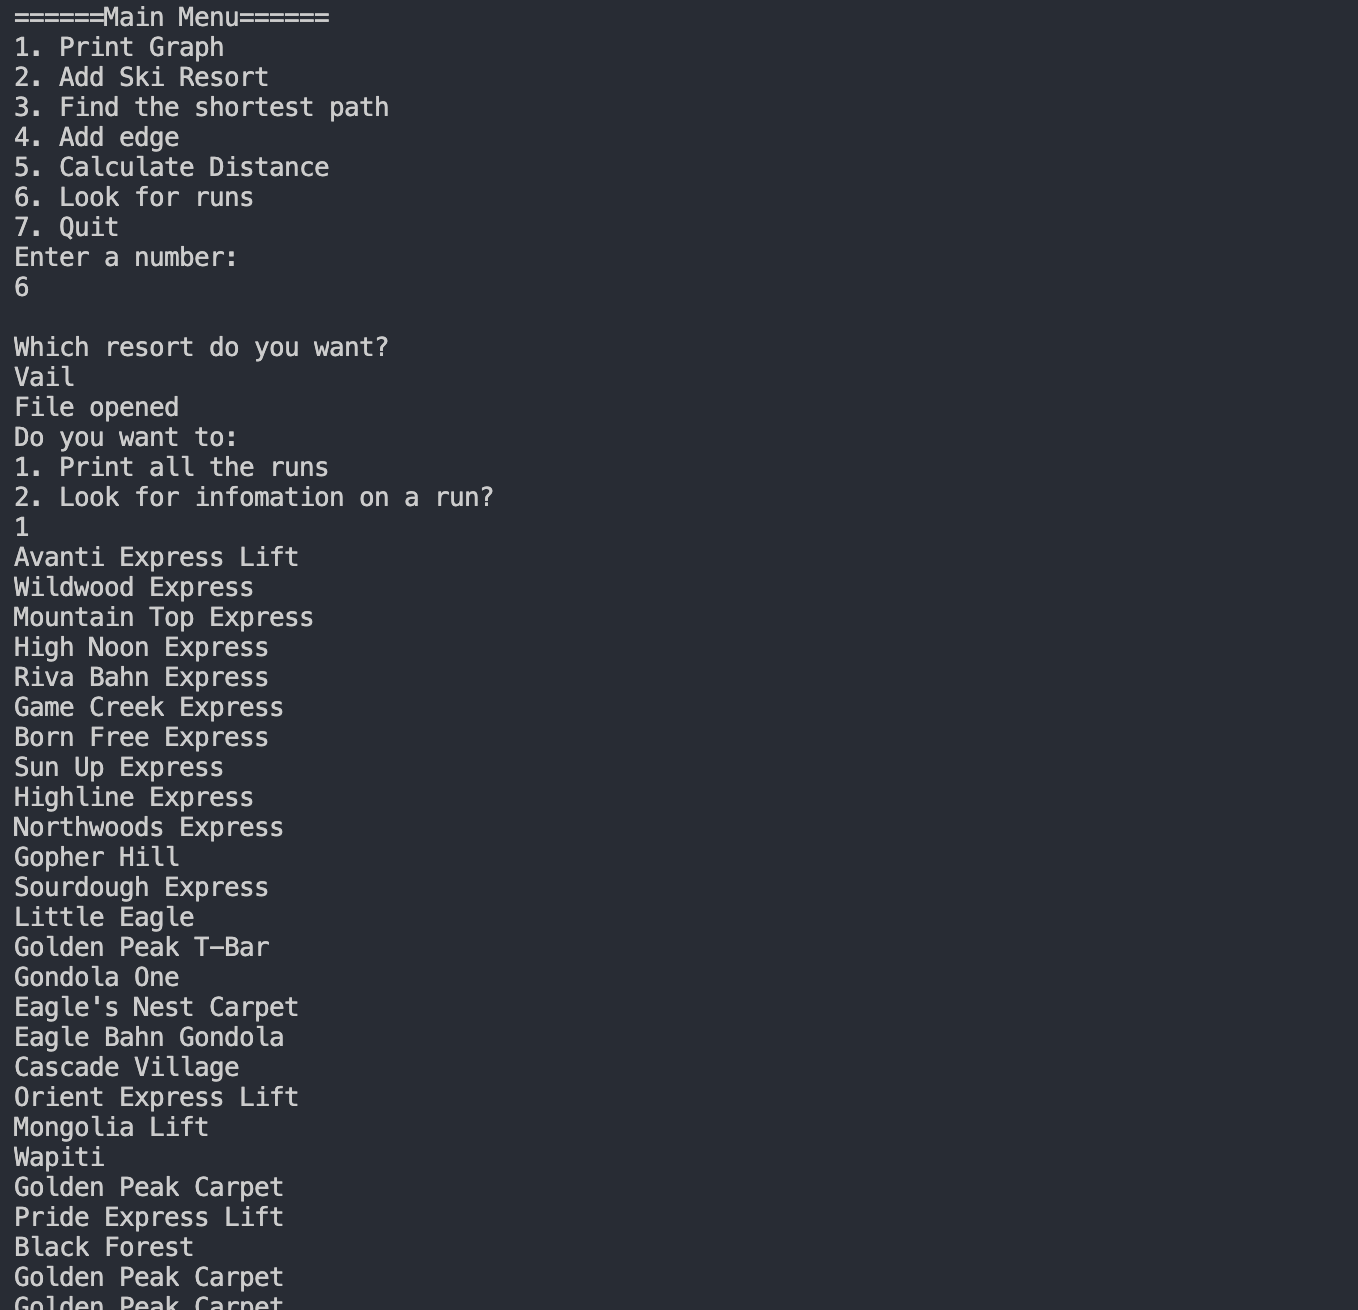 ======Main Menu======
1. Print Graph
2. Add Ski Resort
3. Find the shortest path
4. Add edge
5. Calculate Distance
6. Look for runs
7. Quit
Enter a number:
6
Which resort do you want?
Vail
File opened
Do you want to:
1. Print all the runs
2. Look for infomation on a run?
1
Avanti Express Lift
Wildwood Express
Mountain Top Express
High Noon Express
Riva Bahn Express
Game Creek Express
Born Free Express
Sun Up Express
Highline Express
Northwoods Express
Gopher Hill
Sourdough Express
Little Eagle
Golden Peak T-Bar
Gondola One
Eagle's Nest Carpet
Eagle Bahn Gondola
Cascade Village
Orient Express Lift
Mongolia Lift
Wapiti
Golden Peak Carpet
Pride Express Lift
Black Forest
Golden Peak Carpet
Golden Peak Carpet